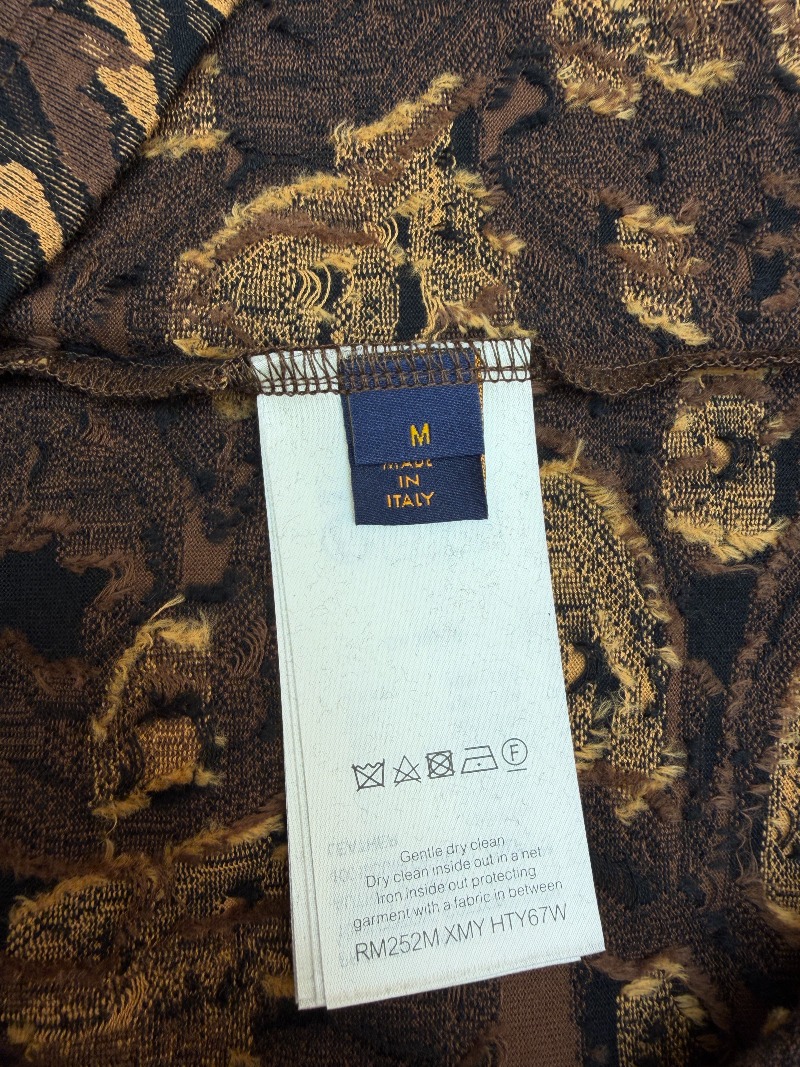 M
MADE
IN
ITALY
F
Gentle dry clean
Dry clean inside out in a net
Iron inside out protecting
garment with a fabric in between
RM252M XMY HTY67W